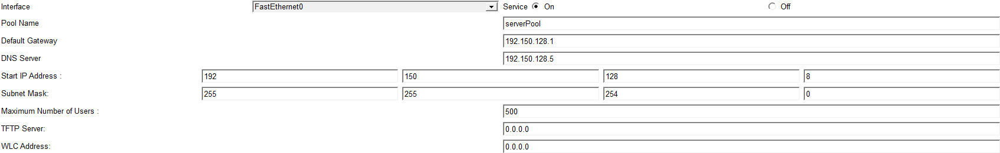 Interface FastEthernet0 Service On Off
Pool Name serverPool
Default Gateway 192.150.128.1
DNS Server 192.150.128.5
Start IP Address : 192 150 128 8
Subnet Mask: 255 255 254 0
Maximum Number of Users : 500
TFTP Server: 0.0.0.0
WLC Address: 0.0.0.0